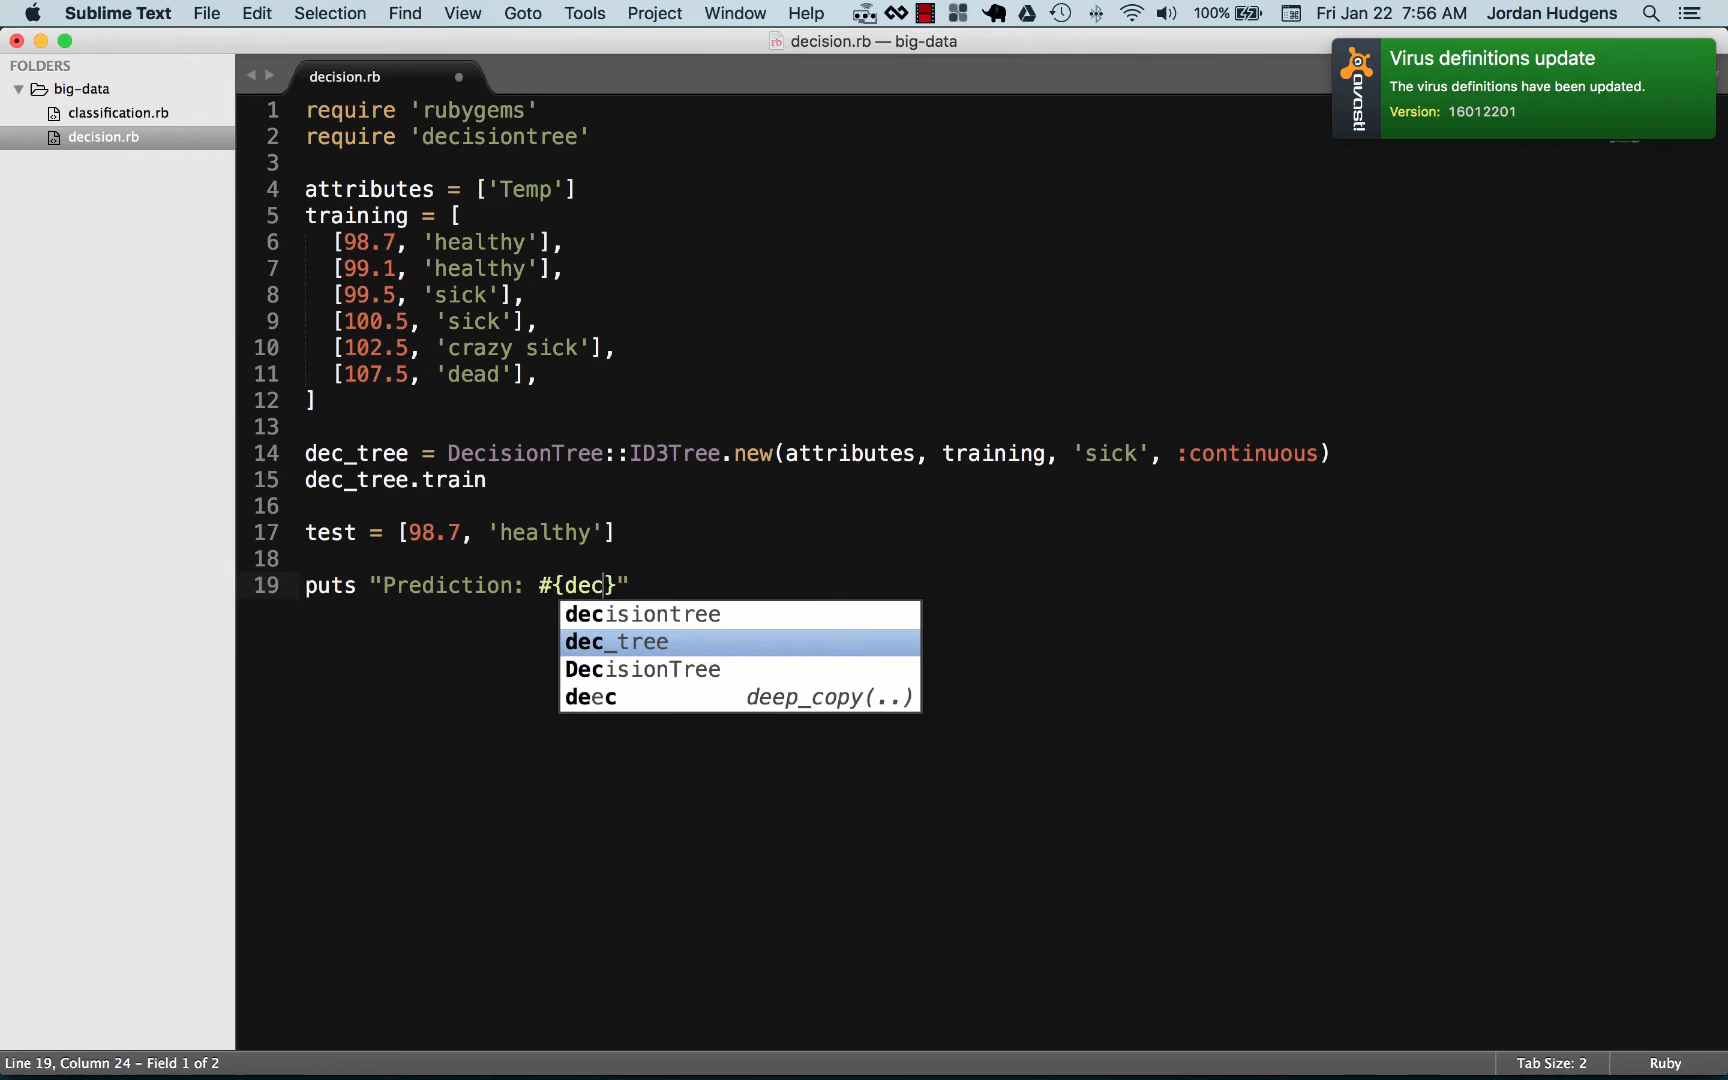 Sublime Text File Edit Selection Find View Goto Tools Project Window Help 100% Fri Jan 22 7:56 AM Jordan Hudgens
decision.rb — big-data
Virus definitions update
The virus definitions have been updated.
Version: 16012201
avast!
FOLDERS
big-data
classification.rb
decision.rb
decision.rb
1 require 'rubygems'
2 require 'decisiontree'
3
4 attributes = ['Temp']
5 training = [
6 [98.7, 'healthy'],
7 [99.1, 'healthy'],
8 [99.5, 'sick'],
9 [100.5, 'sick'],
10 [102.5, 'crazy sick'],
11 [107.5, 'dead'],
12 ]
13
14 dec_tree = DecisionTree::ID3Tree.new(attributes, training, 'sick', :continuous)
15 dec_tree.train
16
17 test = [98.7, 'healthy']
18
19 puts "Prediction: #{dec}"
decisiontree
dec_tree
DecisionTree
deec deep_copy(..)
Line 19, Column 24 – Field 1 of 2 Tab Size: 2 Ruby